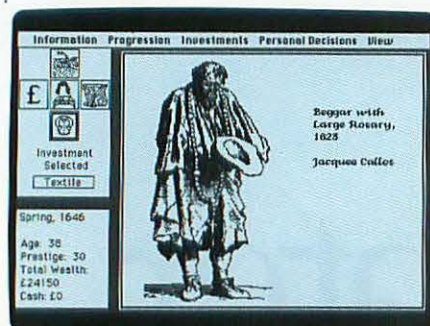 Information Progression Investments Personal Decisions View
£
Investment
Selected
Textile
Spring, 1646
Age: 38
Prestige: 30
Total Wealth:
£24150
Cash: £0
Beggar with
Large Rosary,
1623
Jacques Callot